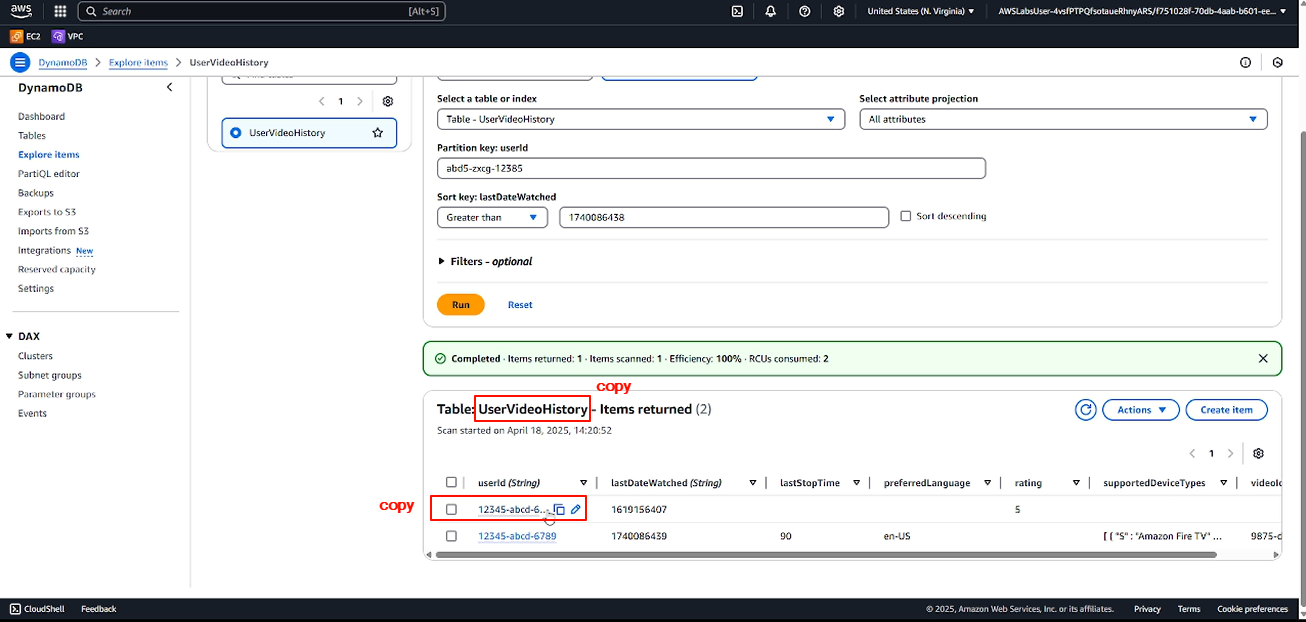 aws
Search [Alt+S]
United States (N. Virginia) ▼
EC2 VPC
DynamoDB > Explore items > UserVideoHistory
DynamoDB
Dashboard
Tables
Explore items
PartiQL editor
Backups
Exports to S3
Imports from S3
Integrations New
Reserved capacity
Settings
▼ DAX
Clusters
Subnet groups
Parameter groups
Events
< 1 >
UserVideoHistory
Select a table or index
Table - UserVideoHistory
Select attribute projection
All attributes
Partition key: userId
abd5-zxcg-12385
Sort key: lastDateWatched
Greater than 1740086438 Sort descending
Filters - optional
Run Reset
Completed · Items returned: 1 · Items scanned: 1 · Efficiency: 100% · RCUs consumed: 2
copy
Table: UserVideoHistory - Items returned (2)
Scan started on April 18, 2025, 14:20:52
Actions ▼ Create item
< 1 >
userId (String) lastDateWatched (String) lastStopTime preferredLanguage rating supportedDeviceTypes videoId
copy
12345-abcd-6... 1619156407 5
12345-abcd-6789 1740086439 90 en-US [ { "S" : "Amazon Fire TV" ... 9875-d
CloudShell Feedback
© 2025, Amazon Web Services, Inc. or its affiliates. Privacy Terms Cookie preferences